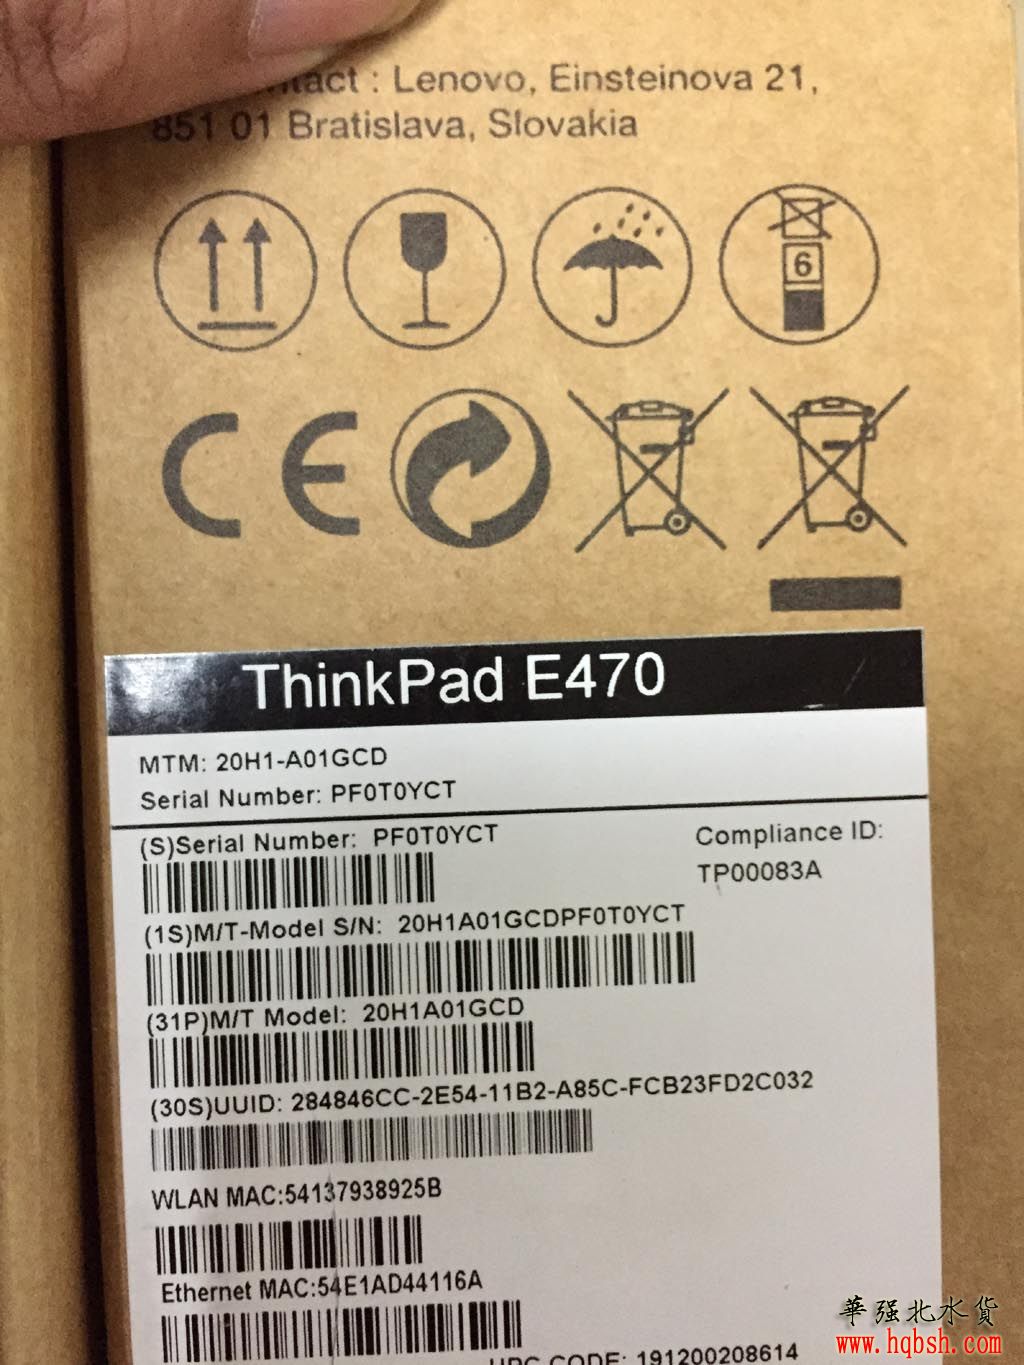 : Lenovo, Einsteinova 21,
851 01 Bratislava, Slovakia
6
CE
ThinkPad E470
MTM: 20H1-A01GCD
Serial Number: PF0T0YCT
(S)Serial Number: PF0T0YCT
Compliance ID:
TP00083A
(1S)M/T-Model S/N: 20H1A01GCDPF0T0YCT
(31P)M/T Model: 20H1A01GCD
(30S)UUID: 284846CC-2E54-11B2-A85C-FCB23FD2C032
WLAN MAC:54137938925B
Ethernet MAC:54E1AD44116A
UPC CODE: 191200208614
華强北水貨
www.hqbsh.com